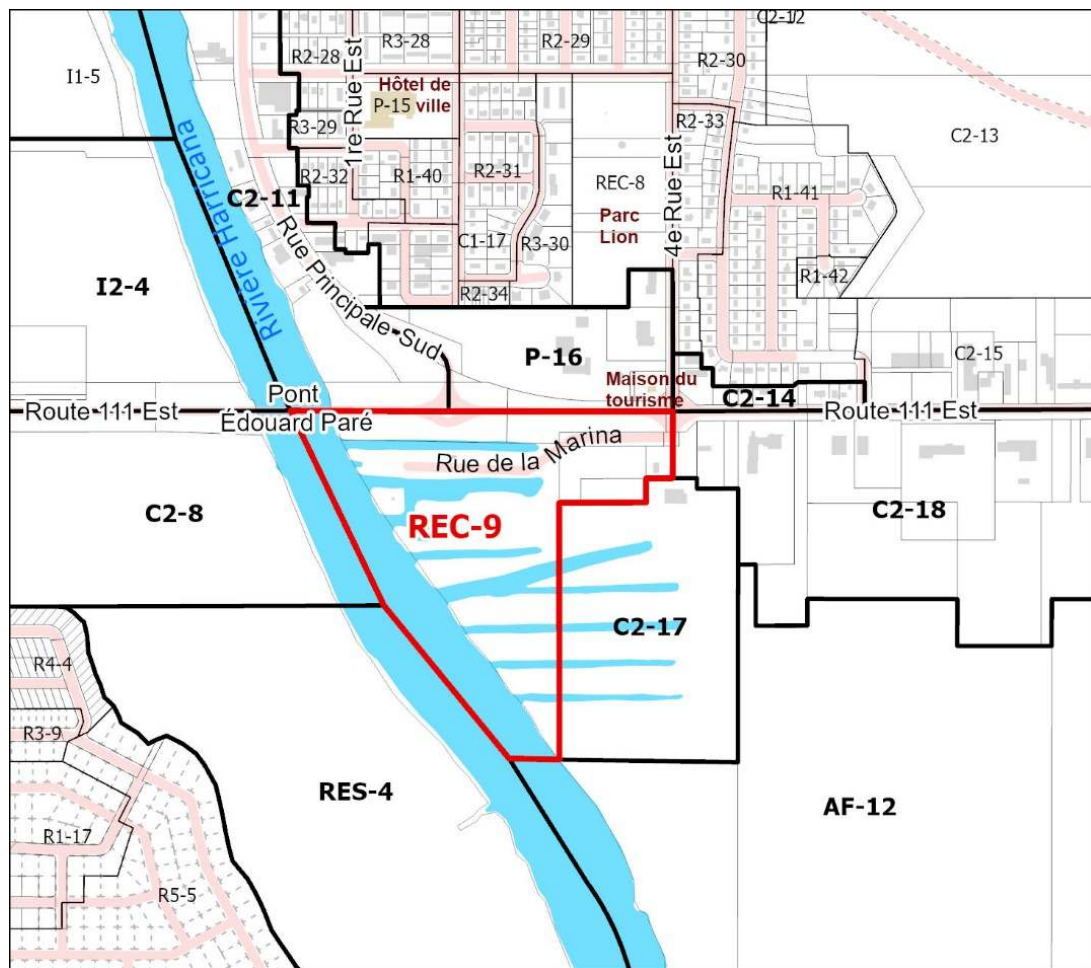 C2-1/2
R3-28
R2-29
R2-28
R2-30
I1-5
1re Rue Est
Hôtel de
ville
P-15
R3-29
R2-33
C2-13
4e Rue Est
R2-32
R1-40
R2-31
REC-8
R1-41
C2-11
Rivière Harricana
Parc
Lion
C1-17
R3-30
Rue Principale-Sud
R1-42
I2-4
R2-34
P-16
C2-15
Maison du
tourisme
C2-14
Pont
Édouard Paré
Route 111 Est
Route 111 Est
Rue de la Marina
C2-8
REC-9
C2-18
C2-17
R4-4
R3-9
RES-4
AF-12
R1-17
R5-5